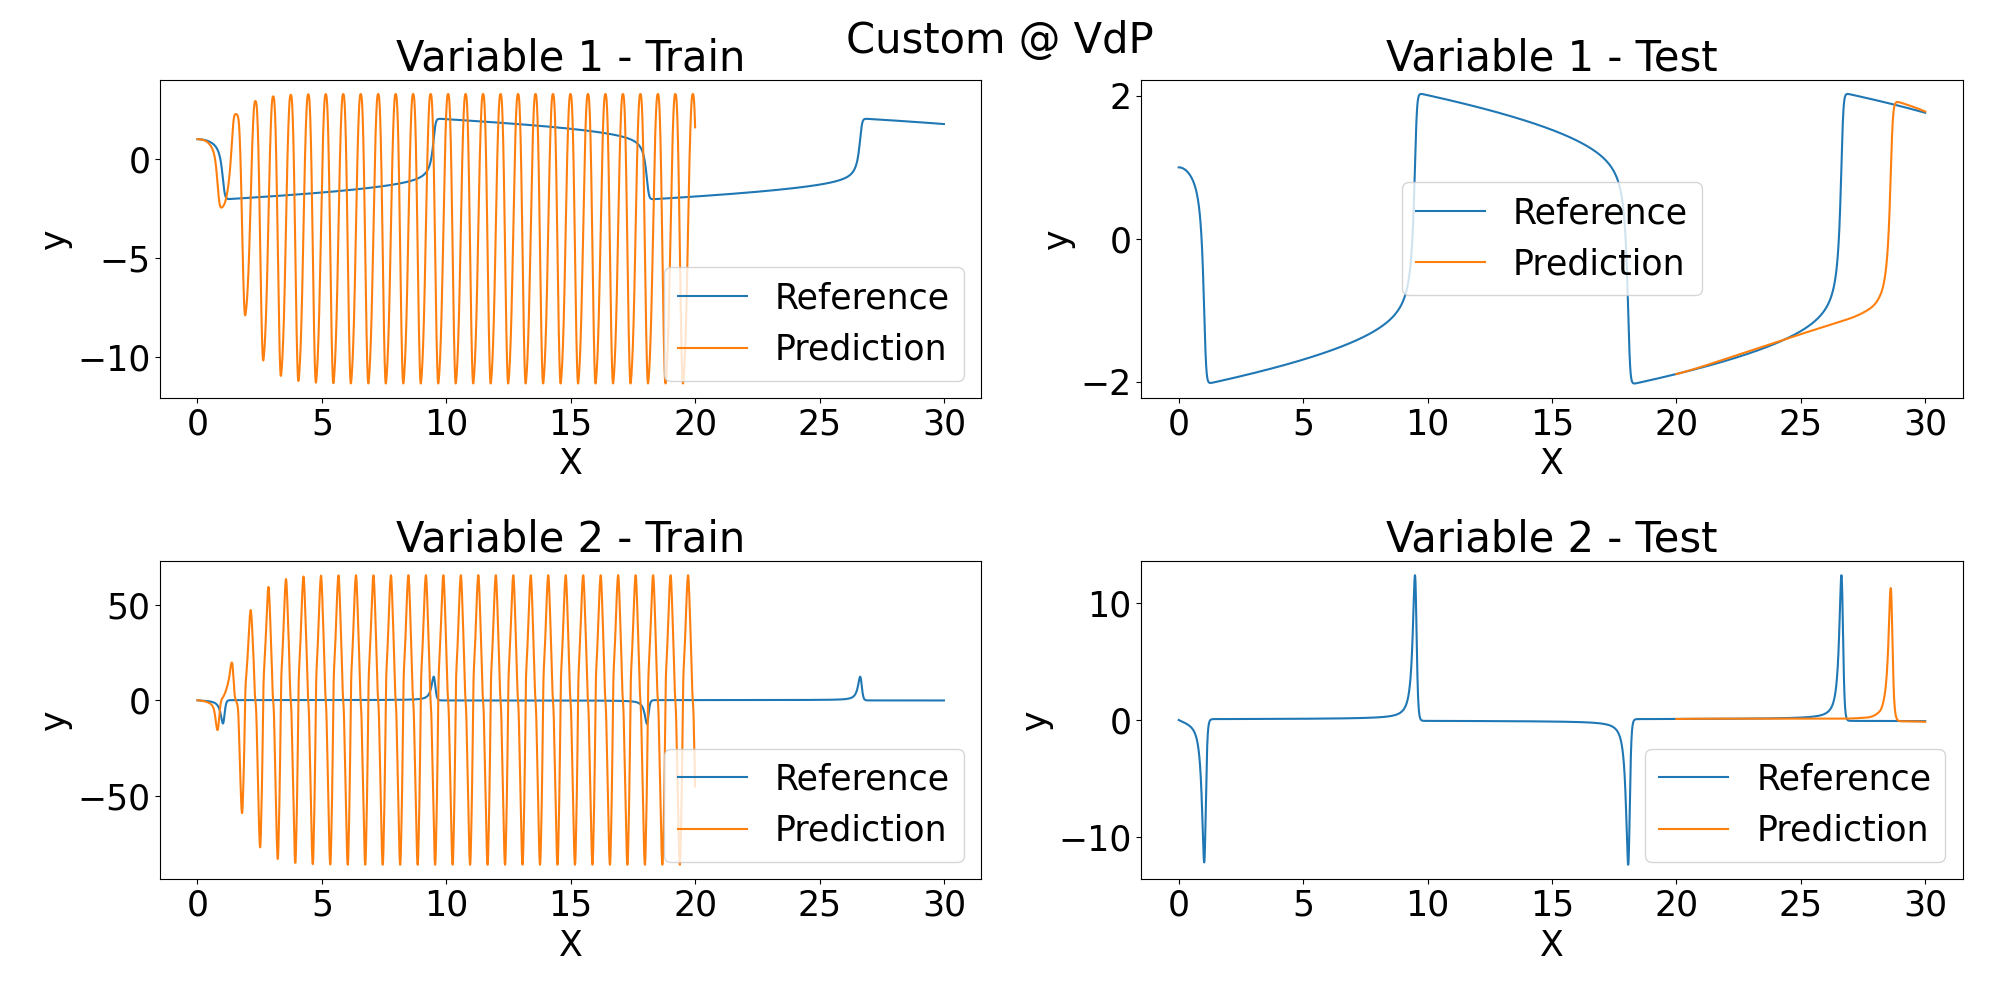 Custom @ VdP
Variable 1 - Train
0
−5
−10
y
0 5 10 15 20 25 30
X
Reference
Prediction
Variable 1 - Test
2
0
−2
y
0 5 10 15 20 25 30
X
Reference
Prediction
Variable 2 - Train
50
0
−50
y
0 5 10 15 20 25 30
X
Reference
Prediction
Variable 2 - Test
10
0
−10
y
0 5 10 15 20 25 30
X
Reference
Prediction